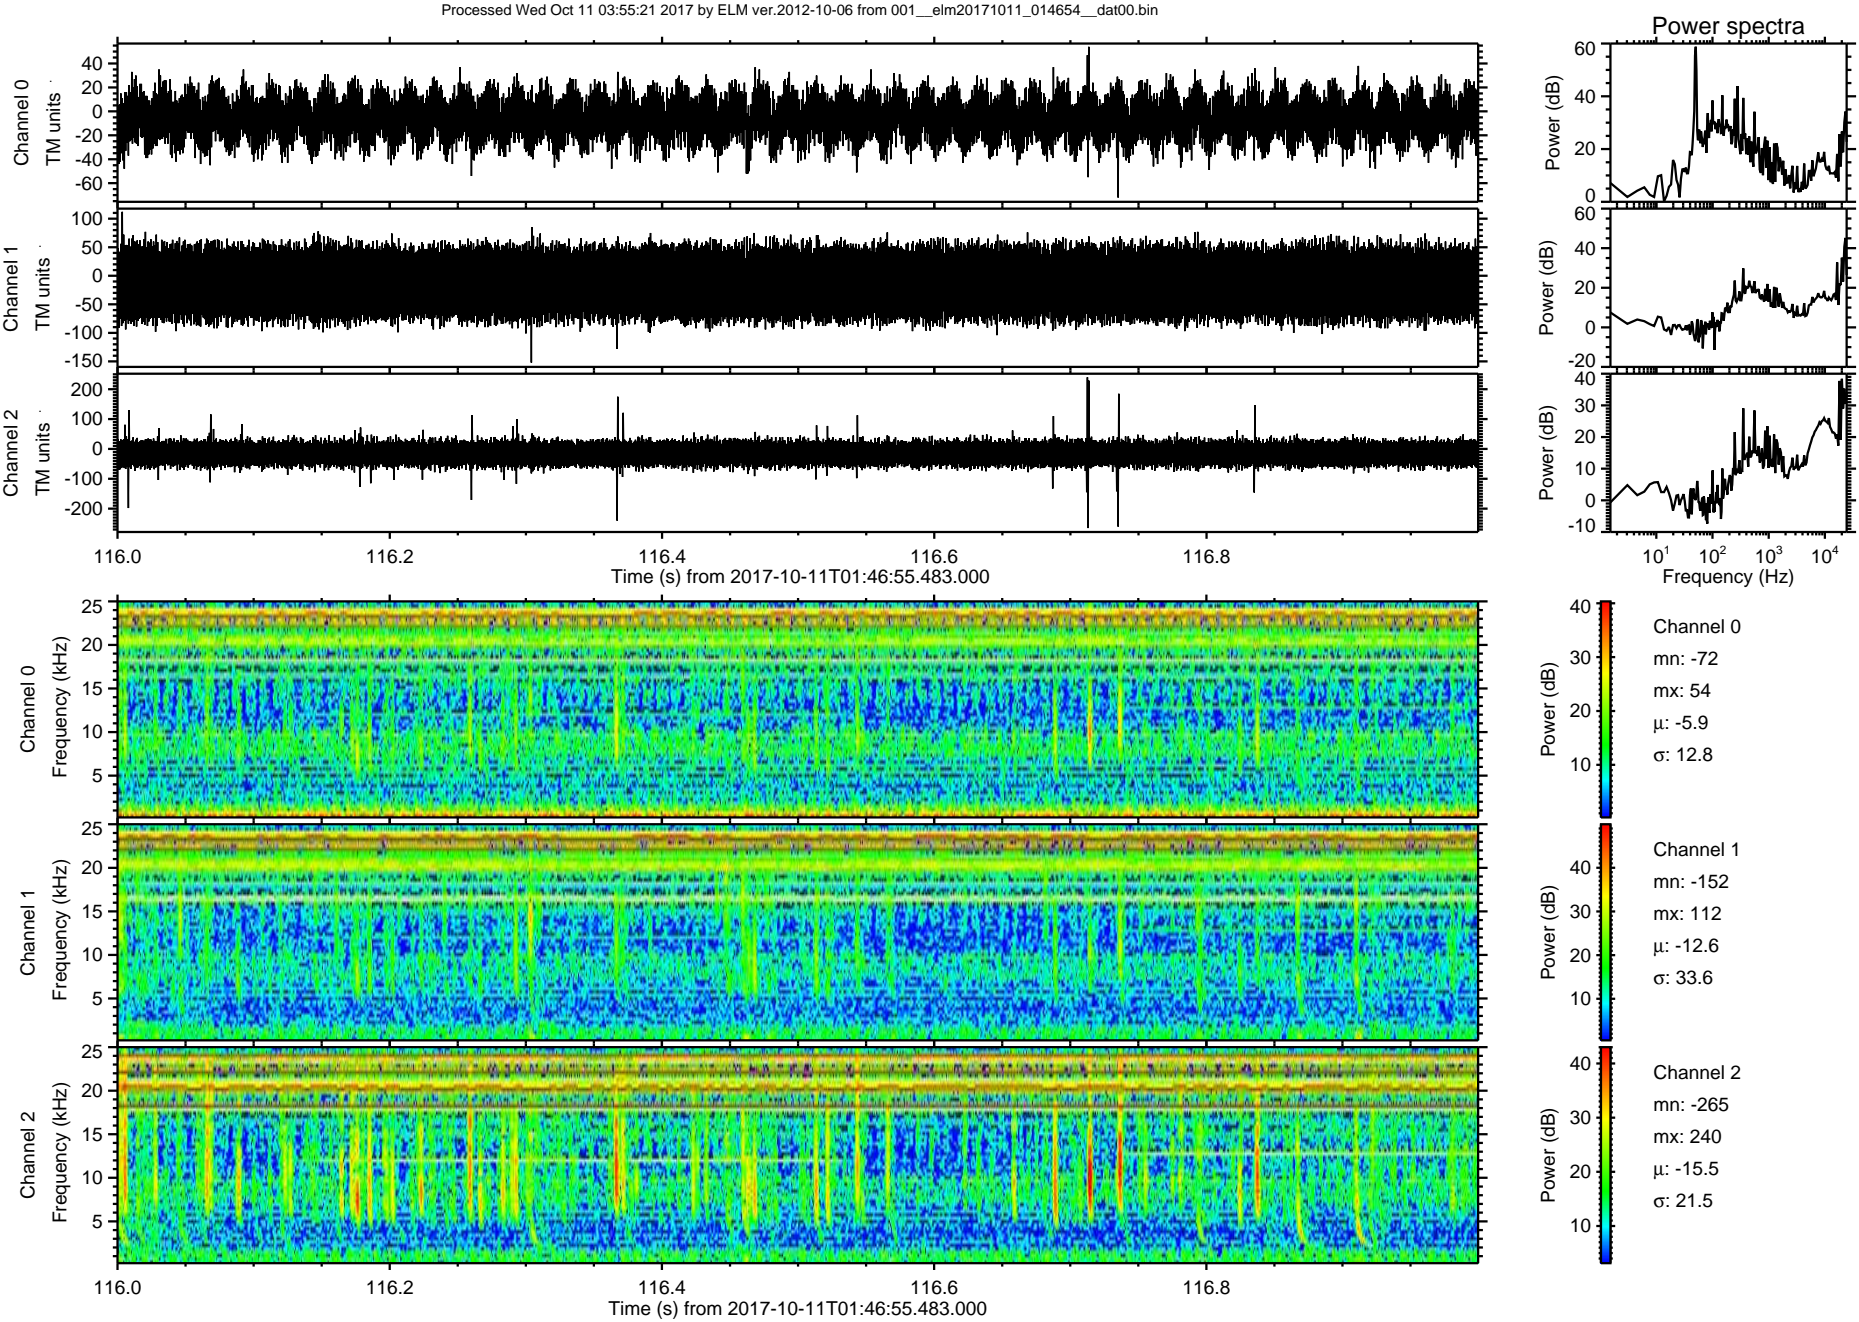 Processed Wed Oct 11 03:55:21 2017 by ELM ver.2012-10-06 from 001__elm20171011_014654__dat00.bin
Power spectra
Channel 0
TM units
40
20
0
-20
-40
-60
Power (dB)
60
40
20
0
Channel 1
TM units
100
50
0
-50
-100
-150
Power (dB)
60
40
20
0
-20
Channel 2
TM units
200
100
0
-100
-200
Power (dB)
40
30
20
10
0
-10
116.0 116.2 116.4 116.6 116.8
Time (s) from 2017-10-11T01:46:55.483.000
10^1 10^2 10^3 10^4
Frequency (Hz)
Channel 0
Frequency (kHz)
25
20
15
10
5
Power (dB)
40
30
20
10
Channel 0
mn: -72
mx: 54
µ: -5.9
σ: 12.8
Channel 1
Frequency (kHz)
25
20
15
10
5
Power (dB)
40
30
20
10
Channel 1
mn: -152
mx: 112
µ: -12.6
σ: 33.6
Channel 2
Frequency (kHz)
25
20
15
10
5
Power (dB)
40
30
20
10
Channel 2
mn: -265
mx: 240
µ: -15.5
σ: 21.5
116.0 116.2 116.4 116.6 116.8
Time (s) from 2017-10-11T01:46:55.483.000